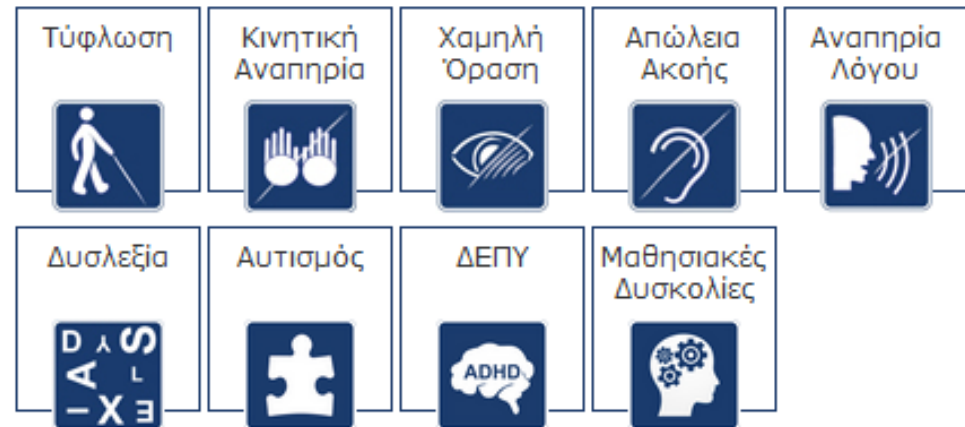 Τύφλωση
Κινητική
Αναπηρία
Χαμηλή
Όραση
Απώλεια
Ακοής
Αναπηρία
Λόγου
Δυσλεξία
Αυτισμός
ΔΕΠΥ
Μαθησιακές
Δυσκολίες
D Y S
A L
I X E
ADHD